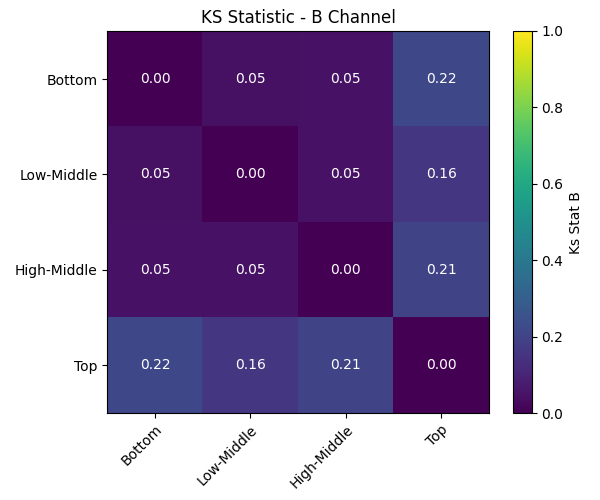 KS Statistic - B Channel
Bottom 0.00 0.05 0.05 0.22
Low-Middle 0.05 0.00 0.05 0.16
High-Middle 0.05 0.05 0.00 0.21
Top 0.22 0.16 0.21 0.00
Bottom Low-Middle High-Middle Top
1.0
0.8
0.6
0.4
0.2
0.0
Ks Stat B